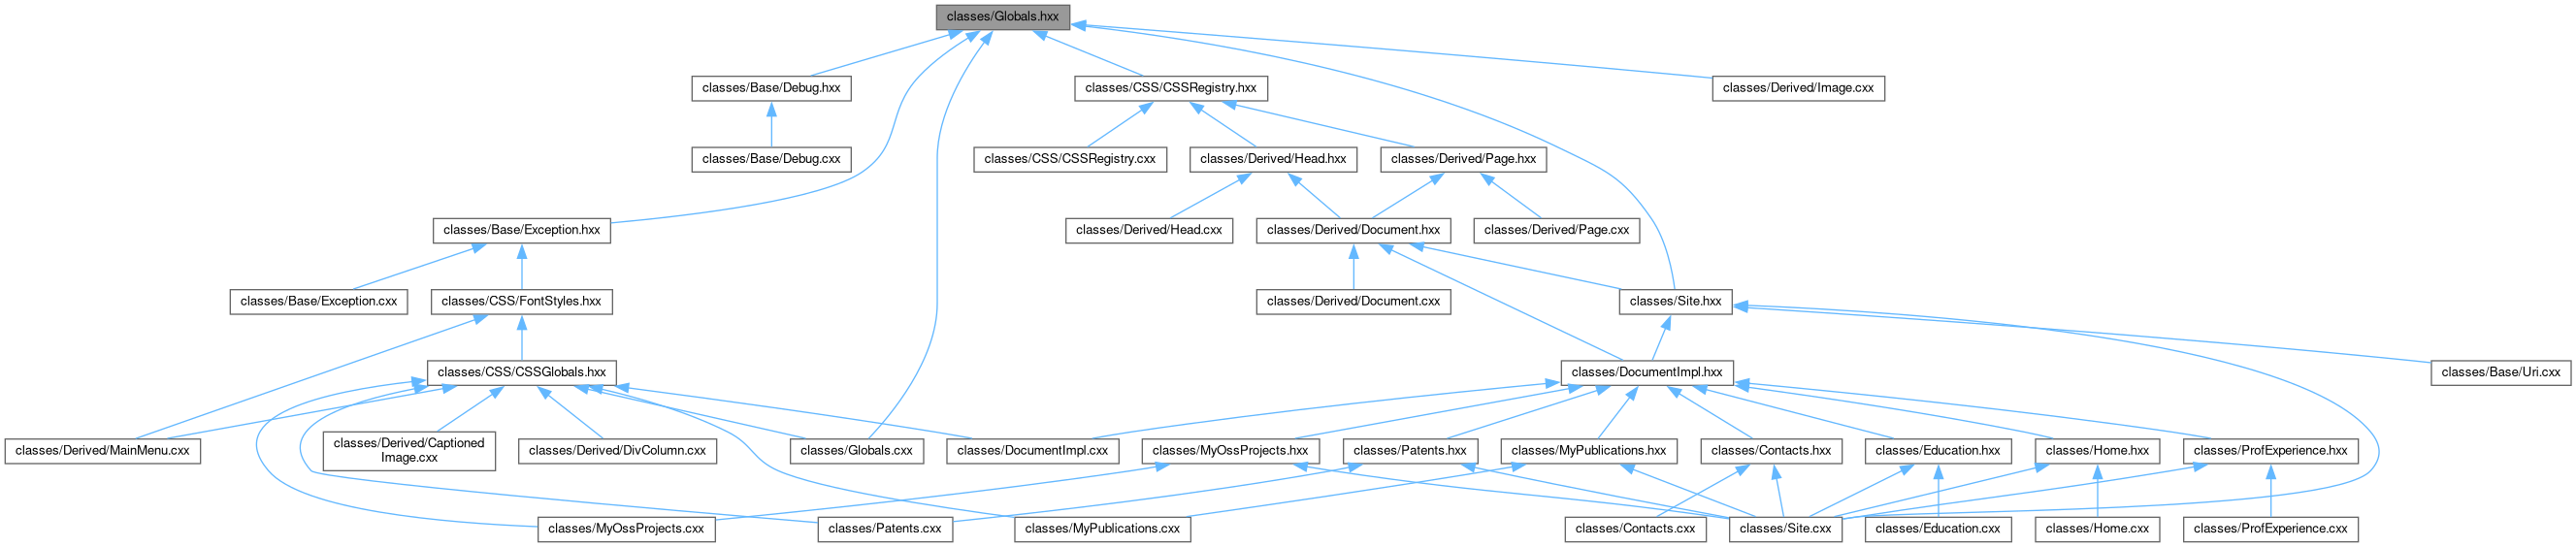 classes/Globals.hxx
classes/Base/Debug.hxx
classes/CSS/CSSRegistry.hxx
classes/Derived/Image.cxx
classes/Base/Debug.cxx
classes/CSS/CSSRegistry.cxx
classes/Derived/Head.hxx
classes/Derived/Page.hxx
classes/Base/Exception.hxx
classes/Derived/Head.cxx
classes/Derived/Document.hxx
classes/Derived/Page.cxx
classes/Base/Exception.cxx
classes/CSS/FontStyles.hxx
classes/Derived/Document.cxx
classes/Site.hxx
classes/CSS/CSSGlobals.hxx
classes/DocumentImpl.hxx
classes/Base/Uri.cxx
classes/Derived/MainMenu.cxx
classes/Derived/Captioned
Image.cxx
classes/Derived/DivColumn.cxx
classes/Globals.cxx
classes/DocumentImpl.cxx
classes/MyOssProjects.hxx
classes/Patents.hxx
classes/MyPublications.hxx
classes/Contacts.hxx
classes/Education.hxx
classes/Home.hxx
classes/ProfExperience.hxx
classes/MyOssProjects.cxx
classes/Patents.cxx
classes/MyPublications.cxx
classes/Contacts.cxx
classes/Site.cxx
classes/Education.cxx
classes/Home.cxx
classes/ProfExperience.cxx